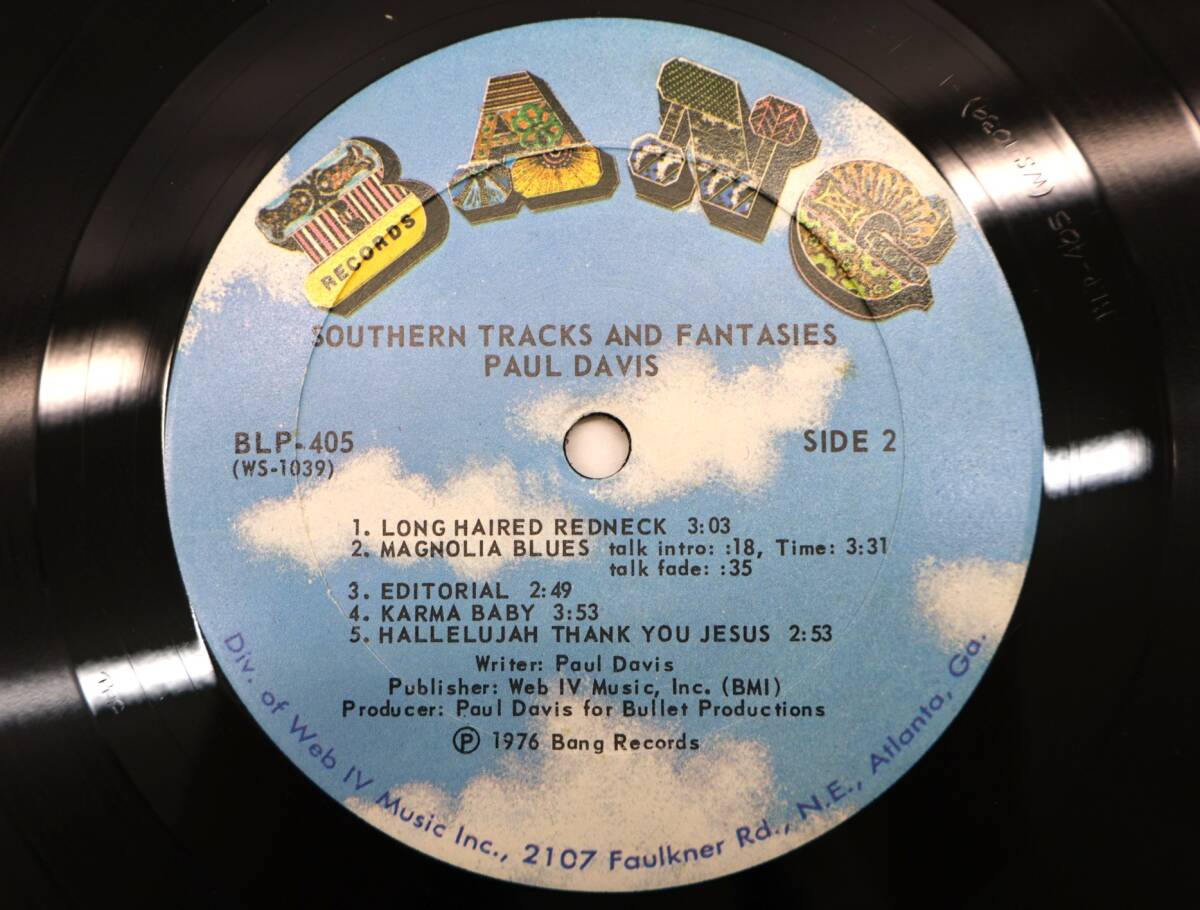 BANG
RECORDS
SOUTHERN TRACKS AND FANTASIES
PAUL DAVIS
BLP-405
(WS-1039)
SIDE 2
1. LONG HAIRED REDNECK 3:03
2. MAGNOLIA BLUES talk intro: :18, Time: 3:31
talk fade: :35
3. EDITORIAL 2:49
4. KARMA BABY 3:53
5. HALLELUJAH THANK YOU JESUS 2:53
Writer: Paul Davis
Publisher: Web IV Music, Inc. (BMI)
Producer: Paul Davis for Bullet Productions
Ⓟ 1976 Bang Records
Div. of Web IV Music Inc., 2107 Faulkner Rd., N.E., Atlanta, Ga.